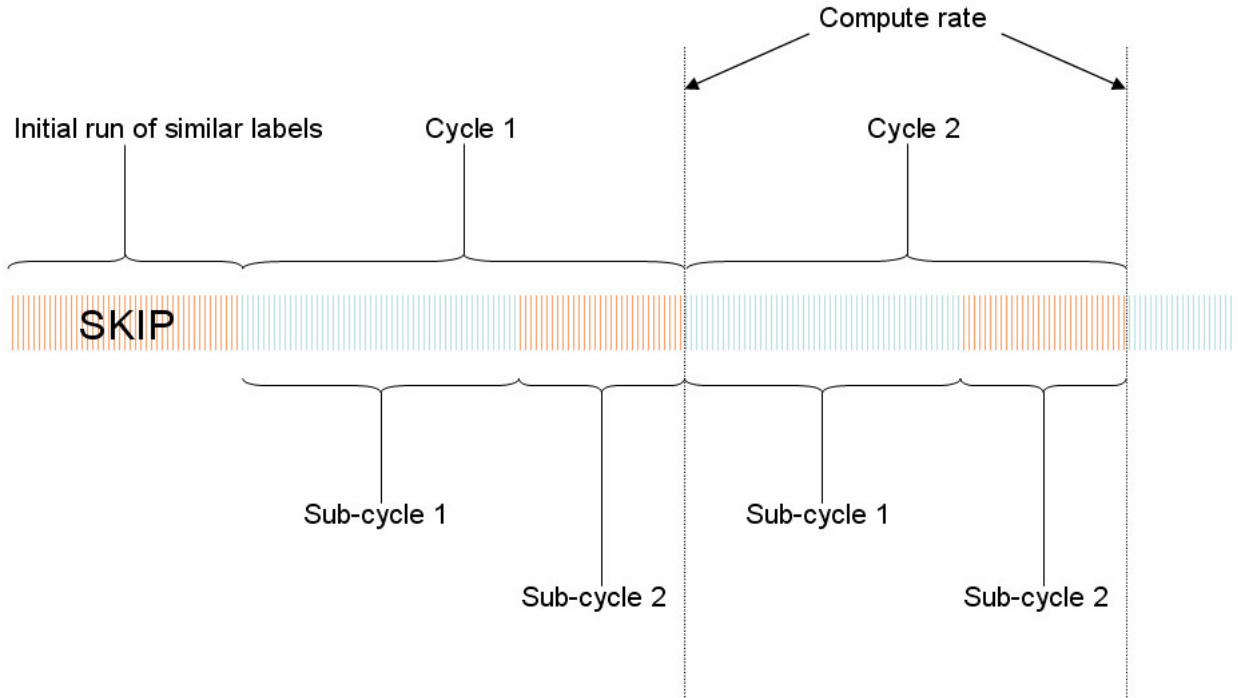 Compute rate
Initial run of similar labels
Cycle 1
Cycle 2
SKIP
Sub-cycle 1
Sub-cycle 1
Sub-cycle 2
Sub-cycle 2